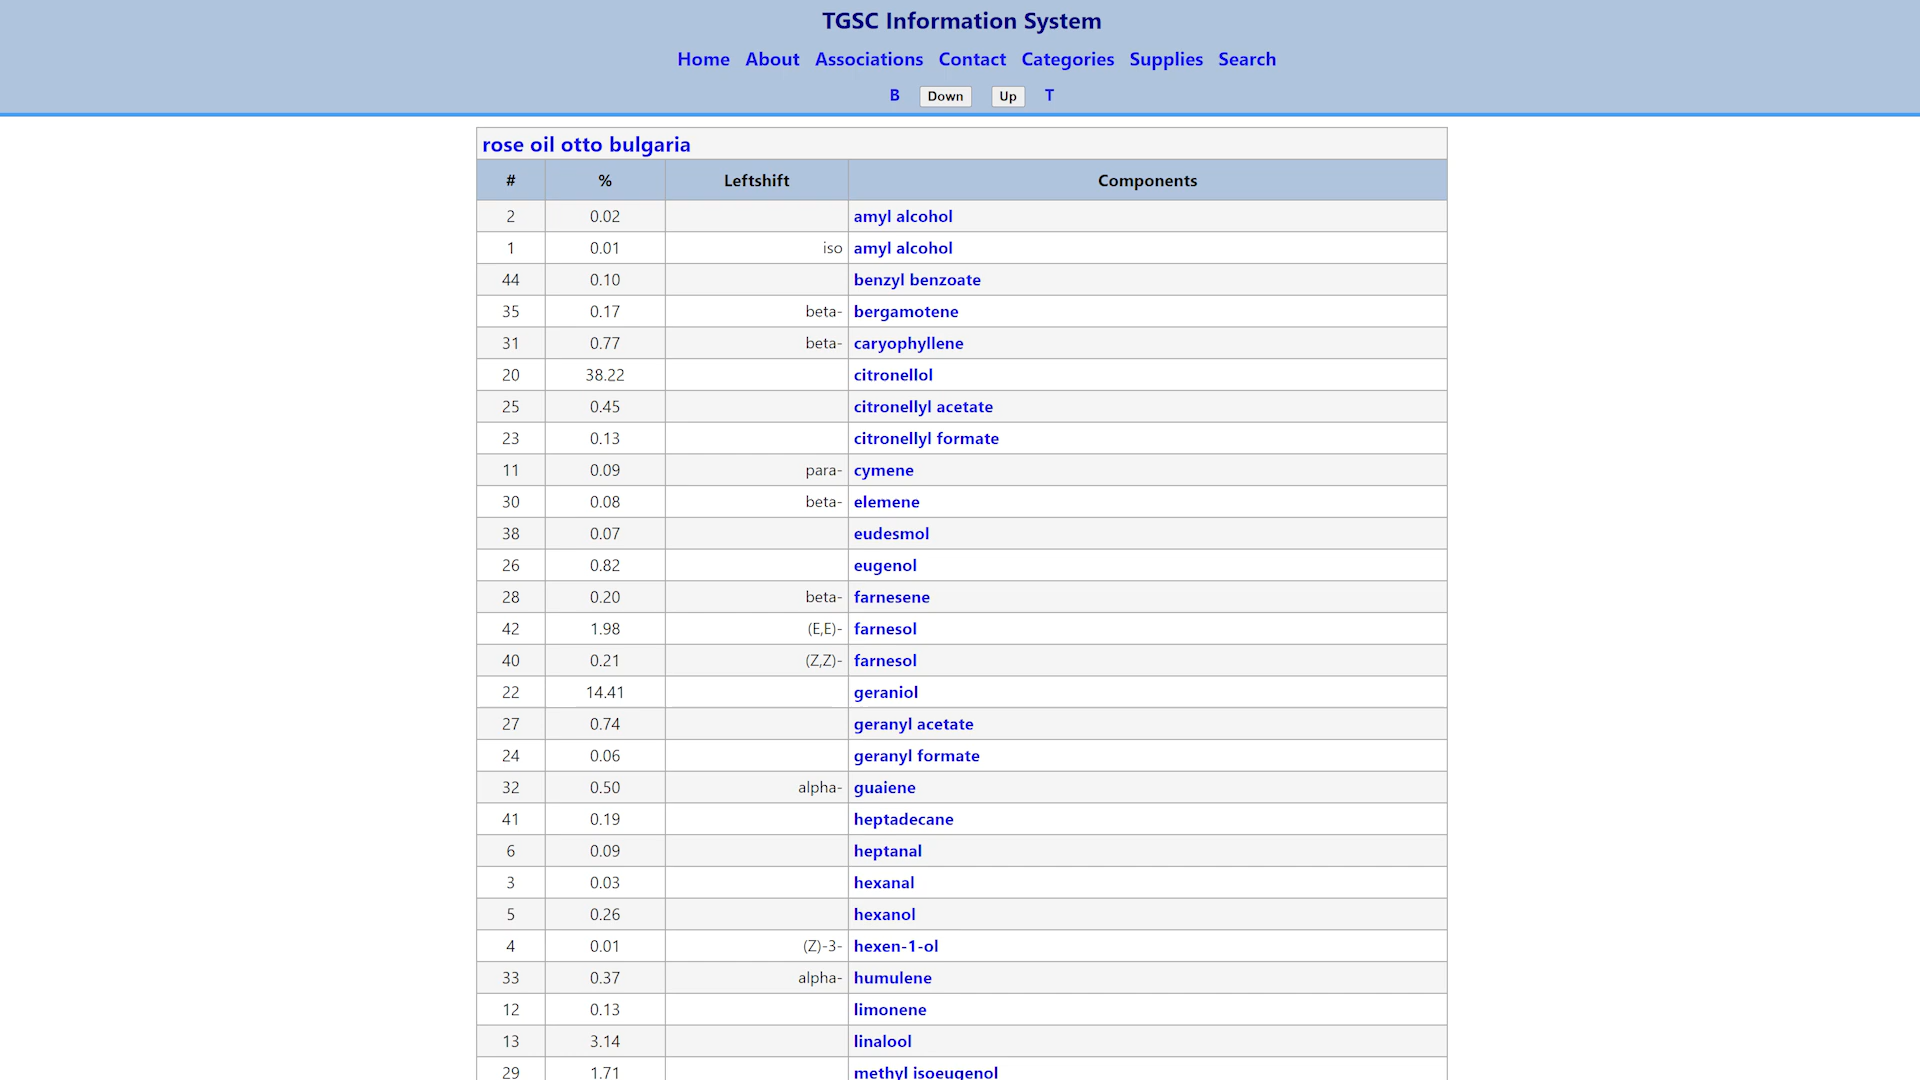 TGSC Information System
Home About Associations Contact Categories Supplies Search
B Down Up T
rose oil otto bulgaria
# % Leftshift Components
2 0.02 amyl alcohol
1 0.01 iso amyl alcohol
44 0.10 benzyl benzoate
35 0.17 beta- bergamotene
31 0.77 beta- caryophyllene
20 38.22 citronellol
25 0.45 citronellyl acetate
23 0.13 citronellyl formate
11 0.09 para- cymene
30 0.08 beta- elemene
38 0.07 eudesmol
26 0.82 eugenol
28 0.20 beta- farnesene
42 1.98 (E,E)- farnesol
40 0.21 (Z,Z)- farnesol
22 14.41 geraniol
27 0.74 geranyl acetate
24 0.06 geranyl formate
32 0.50 alpha- guaiene
41 0.19 heptadecane
6 0.09 heptanal
3 0.03 hexanal
5 0.26 hexanol
4 0.01 (Z)-3- hexen-1-ol
33 0.37 alpha- humulene
12 0.13 limonene
13 3.14 linalool
29 1.71 methyl isoeugenol